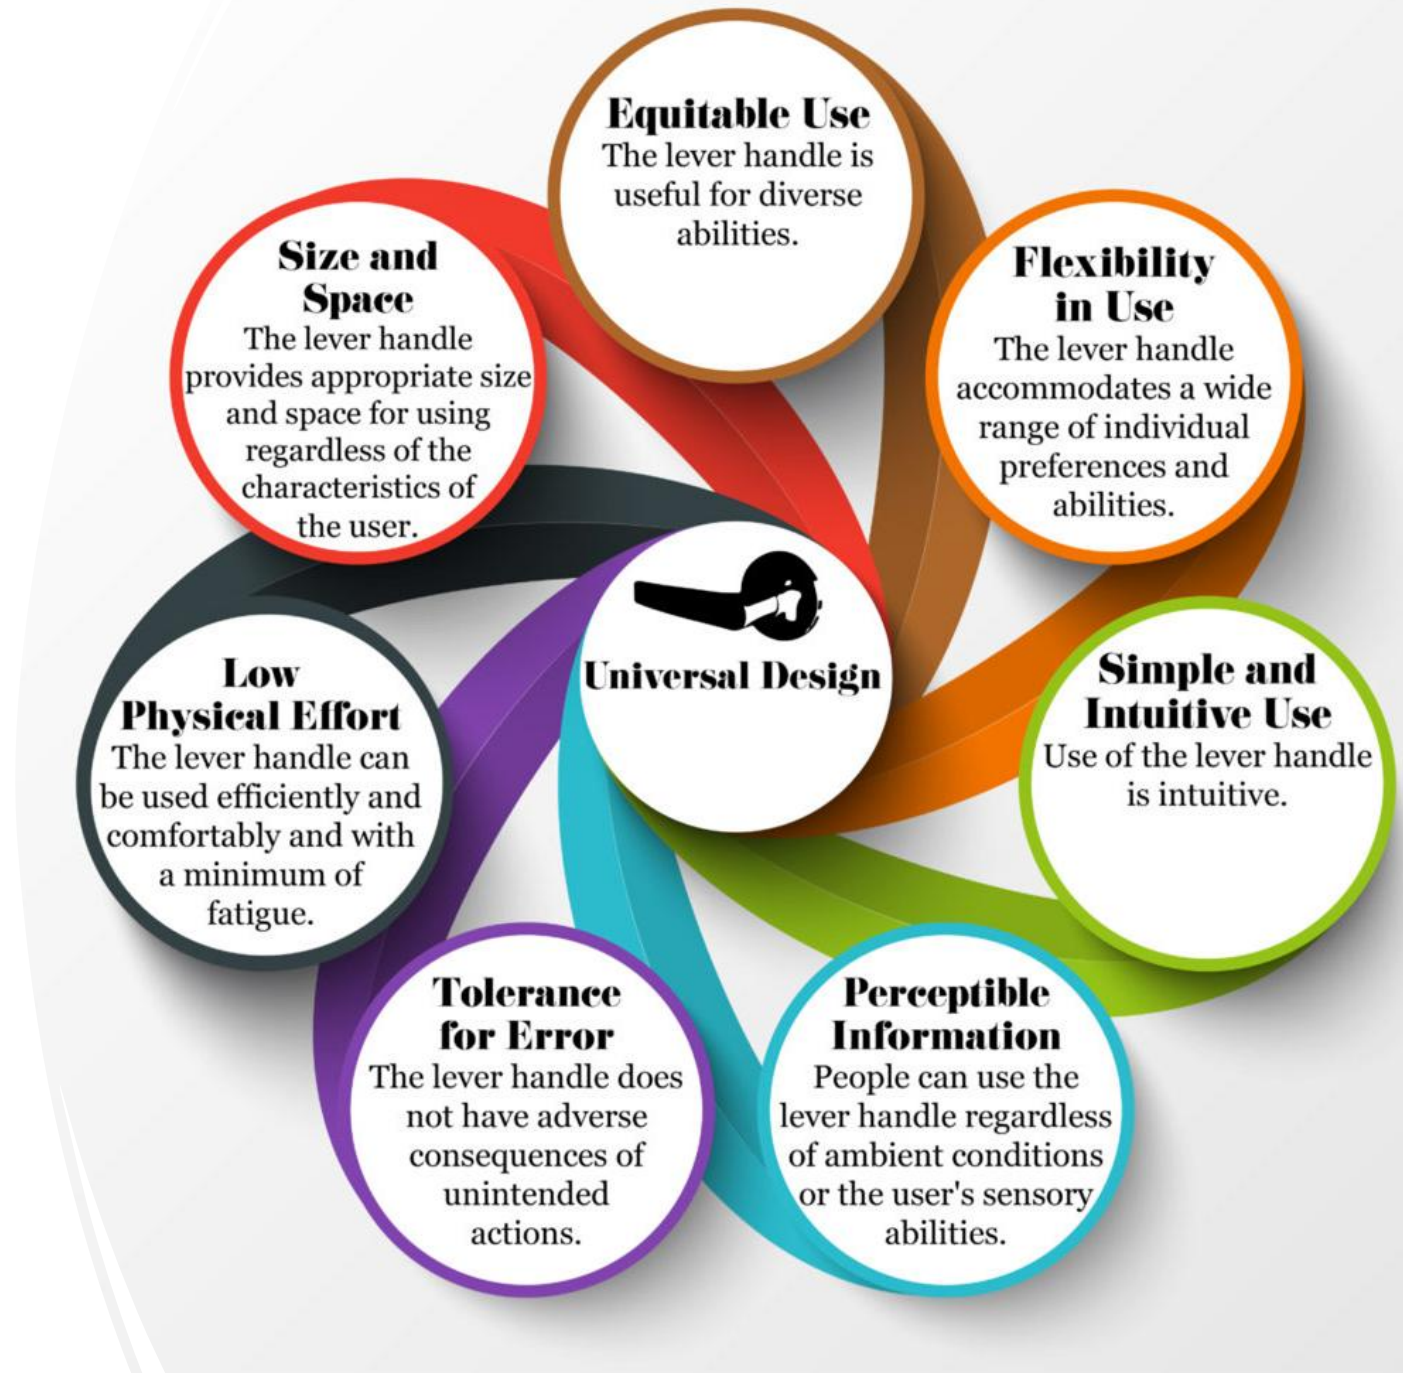 Equitable Use
The lever handle is
useful for diverse
abilities.
Flexibility
in Use
The lever handle
accommodates a wide
range of individual
preferences and
abilities.
Simple and
Intuitive Use
Use of the lever handle
is intuitive.
Perceptible
Information
People can use the
lever handle regardless
of ambient conditions
or the user's sensory
abilities.
Tolerance
for Error
The lever handle does
not have adverse
consequences of
unintended
actions.
Low
Physical Effort
The lever handle can
be used efficiently and
comfortably and with
a minimum of
fatigue.
Size and
Space
The lever handle
provides appropriate size
and space for using
regardless of the
characteristics of
the user.
Universal Design